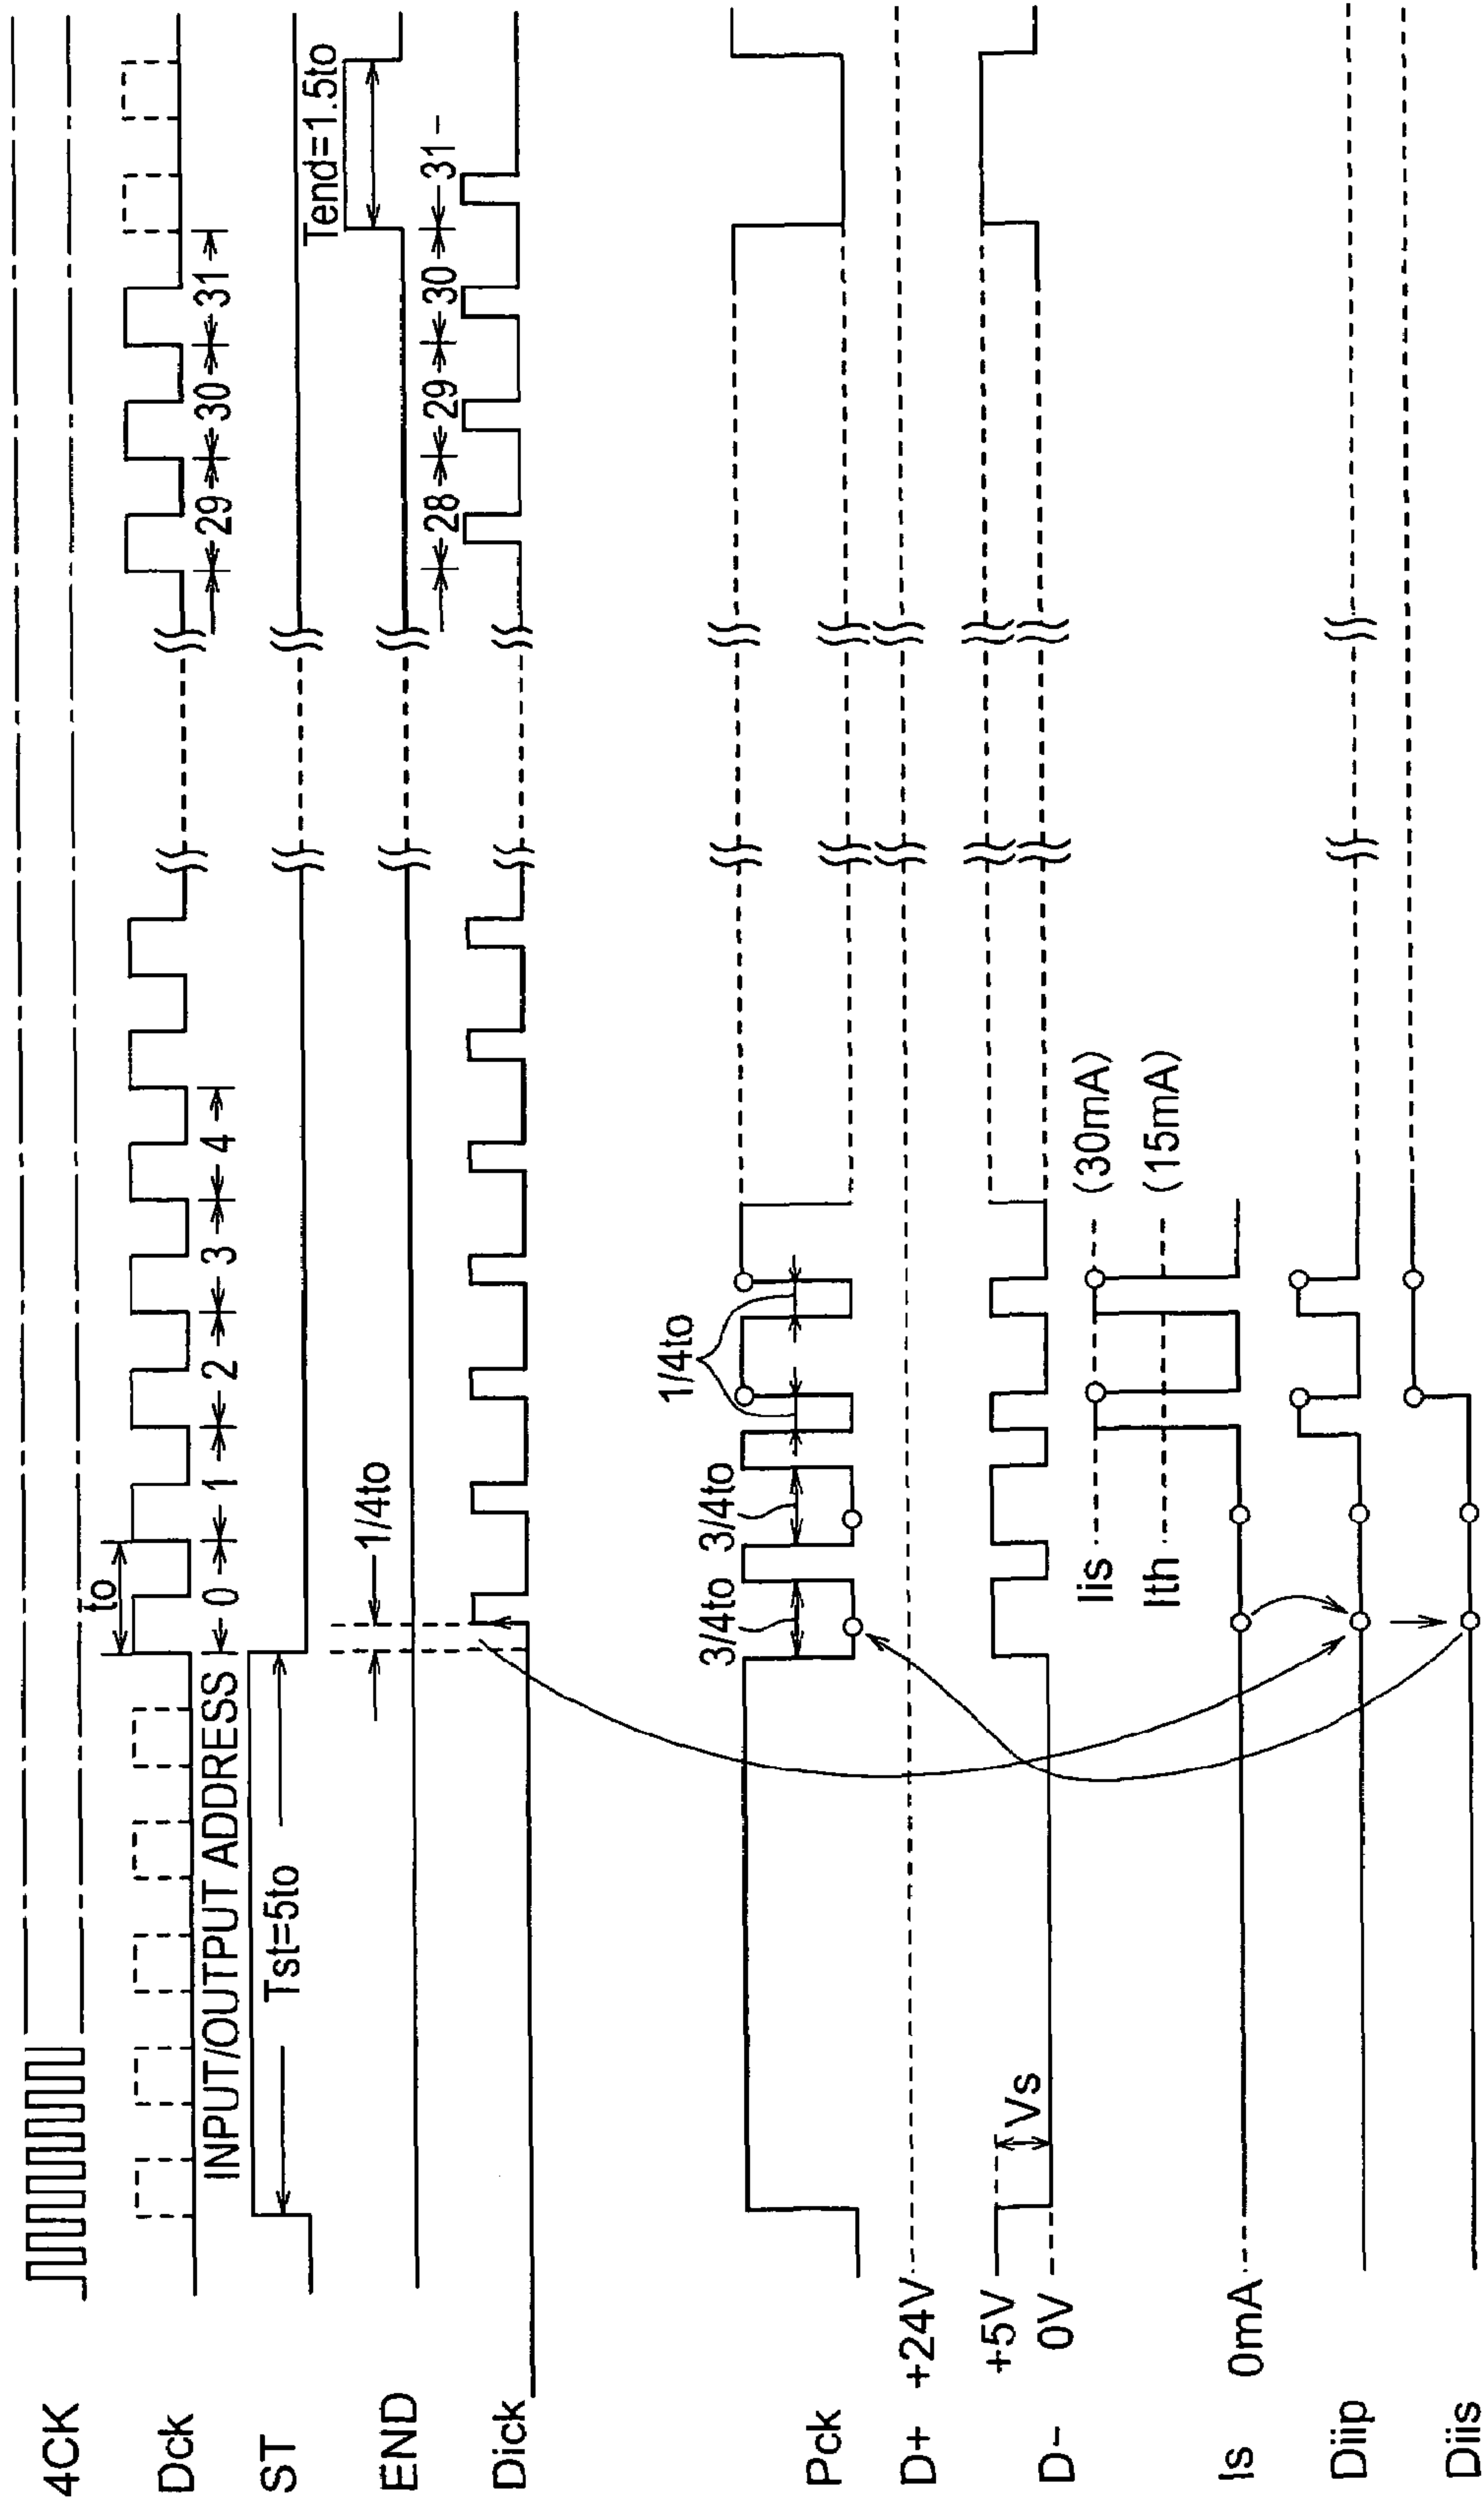 4CK
Dck
to
INPUT/OUTPUT ADDRESS 0 1 2 3 4 29 30 31
ST
Tst=5to
END
1/4to
Tend=1.5to
Dick
28 29 30 31
Pck
3/4to 3/4to
1/4to
D+ +24V
D- +5V
0V
Vs
Is 0mA
Iis (30mA)
Ith (15mA)
Diip
Diis